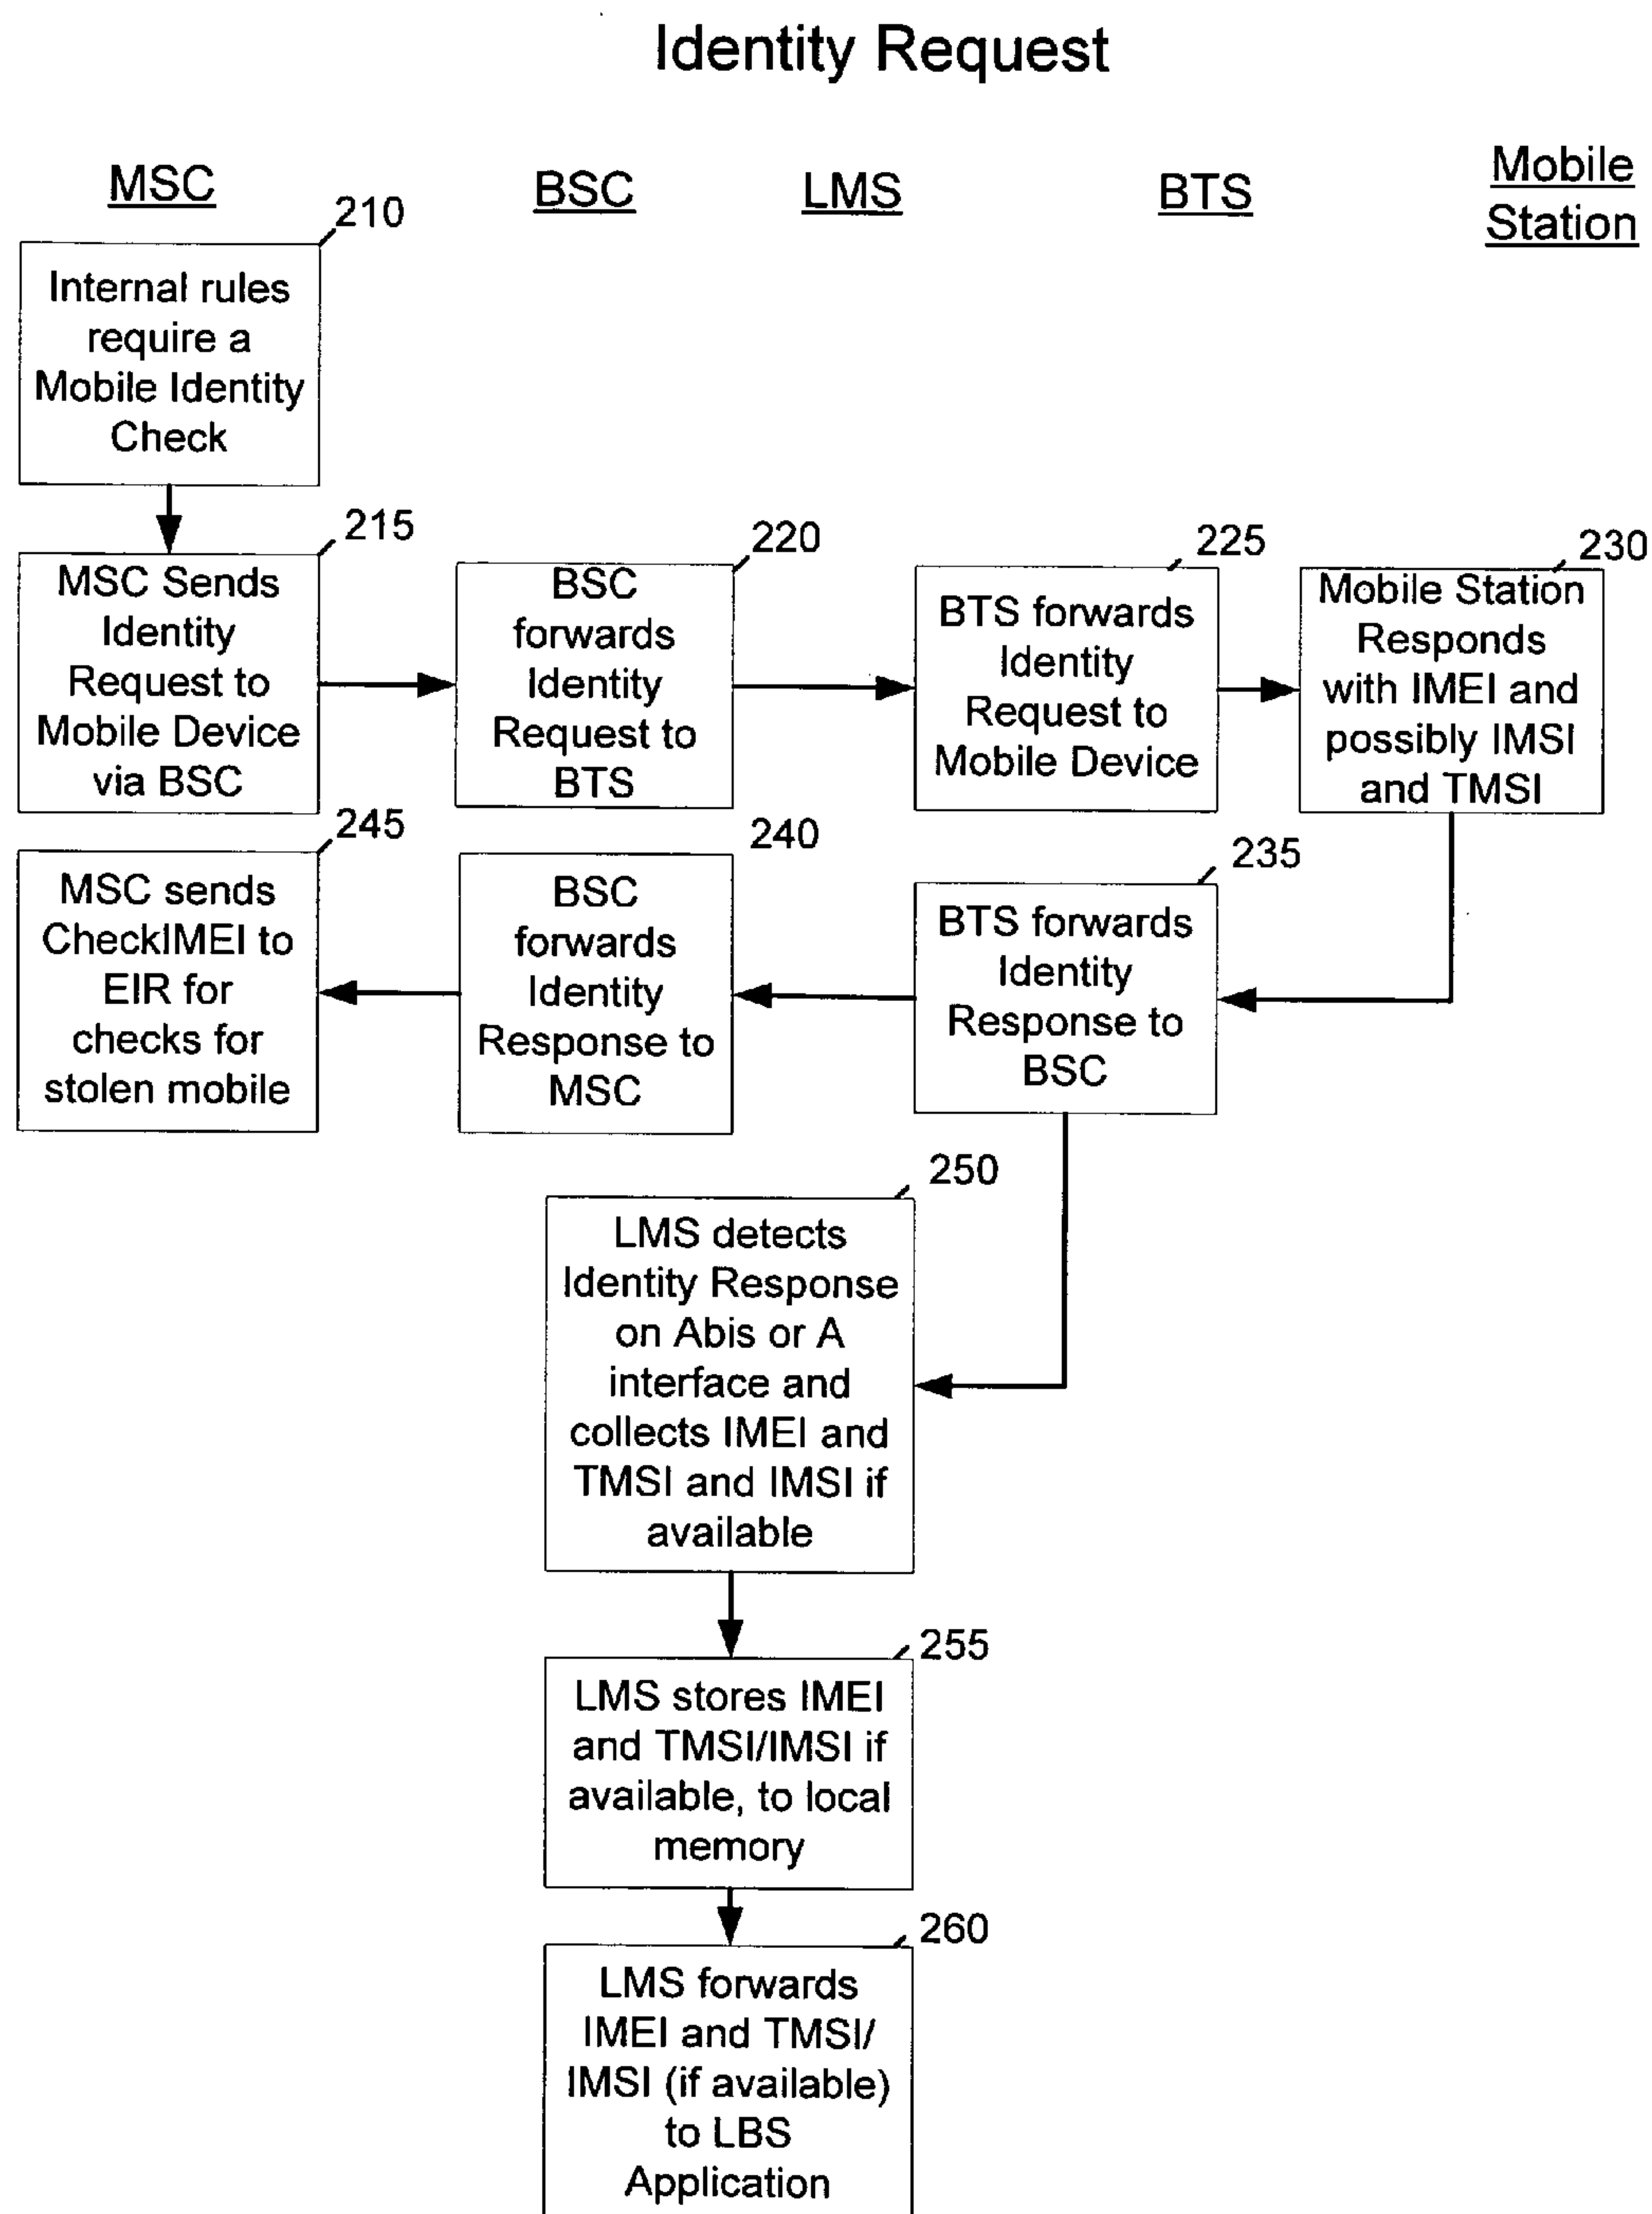 Identity Request
MSC
BSC
LMS
BTS
Mobile
Station
210
Internal rules
require a
Mobile Identity
Check
215
MSC Sends
Identity
Request to
Mobile Device
via BSC
220
BSC
forwards
Identity
Request to
BTS
225
BTS forwards
Identity
Request to
Mobile Device
230
Mobile Station
Responds
with IMEI and
possibly IMSI
and TMSI
245
MSC sends
CheckIMEI to
EIR for
checks for
stolen mobile
240
BSC
forwards
Identity
Response to
MSC
235
BTS forwards
Identity
Response to
BSC
250
LMS detects
Identity Response
on Abis or A
interface and
collects IMEI and
TMSI and IMSI if
available
255
LMS stores IMEI
and TMSI/IMSI if
available, to local
memory
260
LMS forwards
IMEI and TMSI/
IMSI (if available)
to LBS
Application